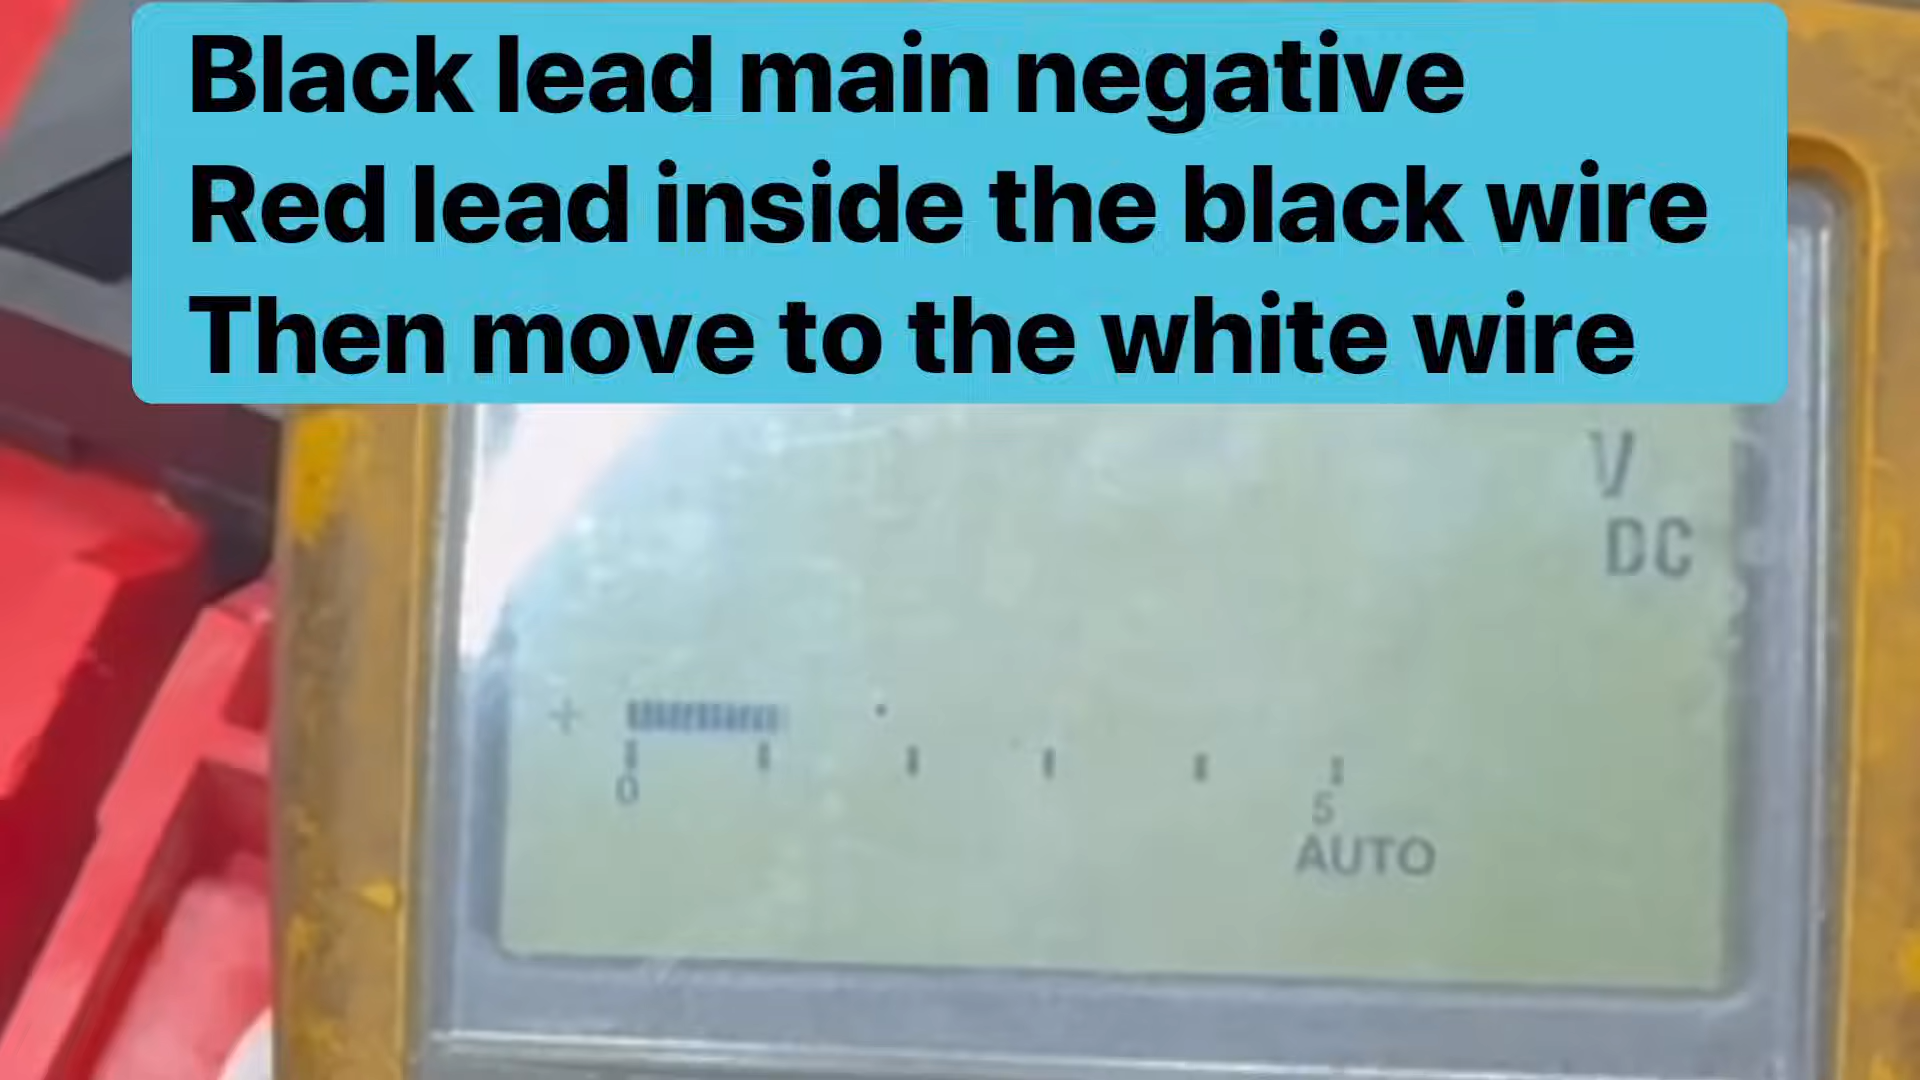 Black lead main negative
Red lead inside the black wire
Then move to the white wire
V
DC
+
0
5
AUTO